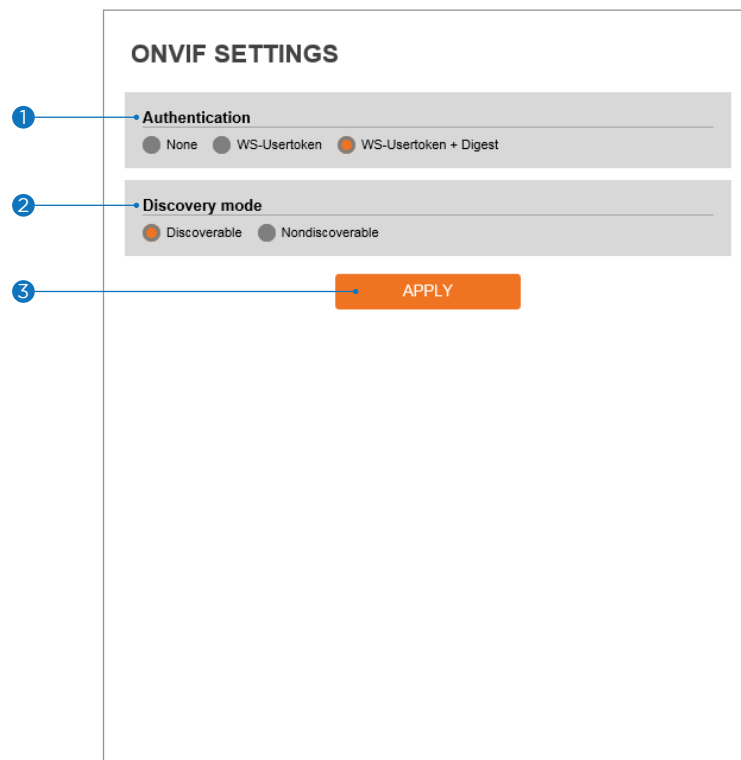 ONVIF SETTINGS
1
Authentication
None WS-Usertoken WS-Usertoken + Digest
2
Discovery mode
Discoverable Nondiscoverable
3
APPLY